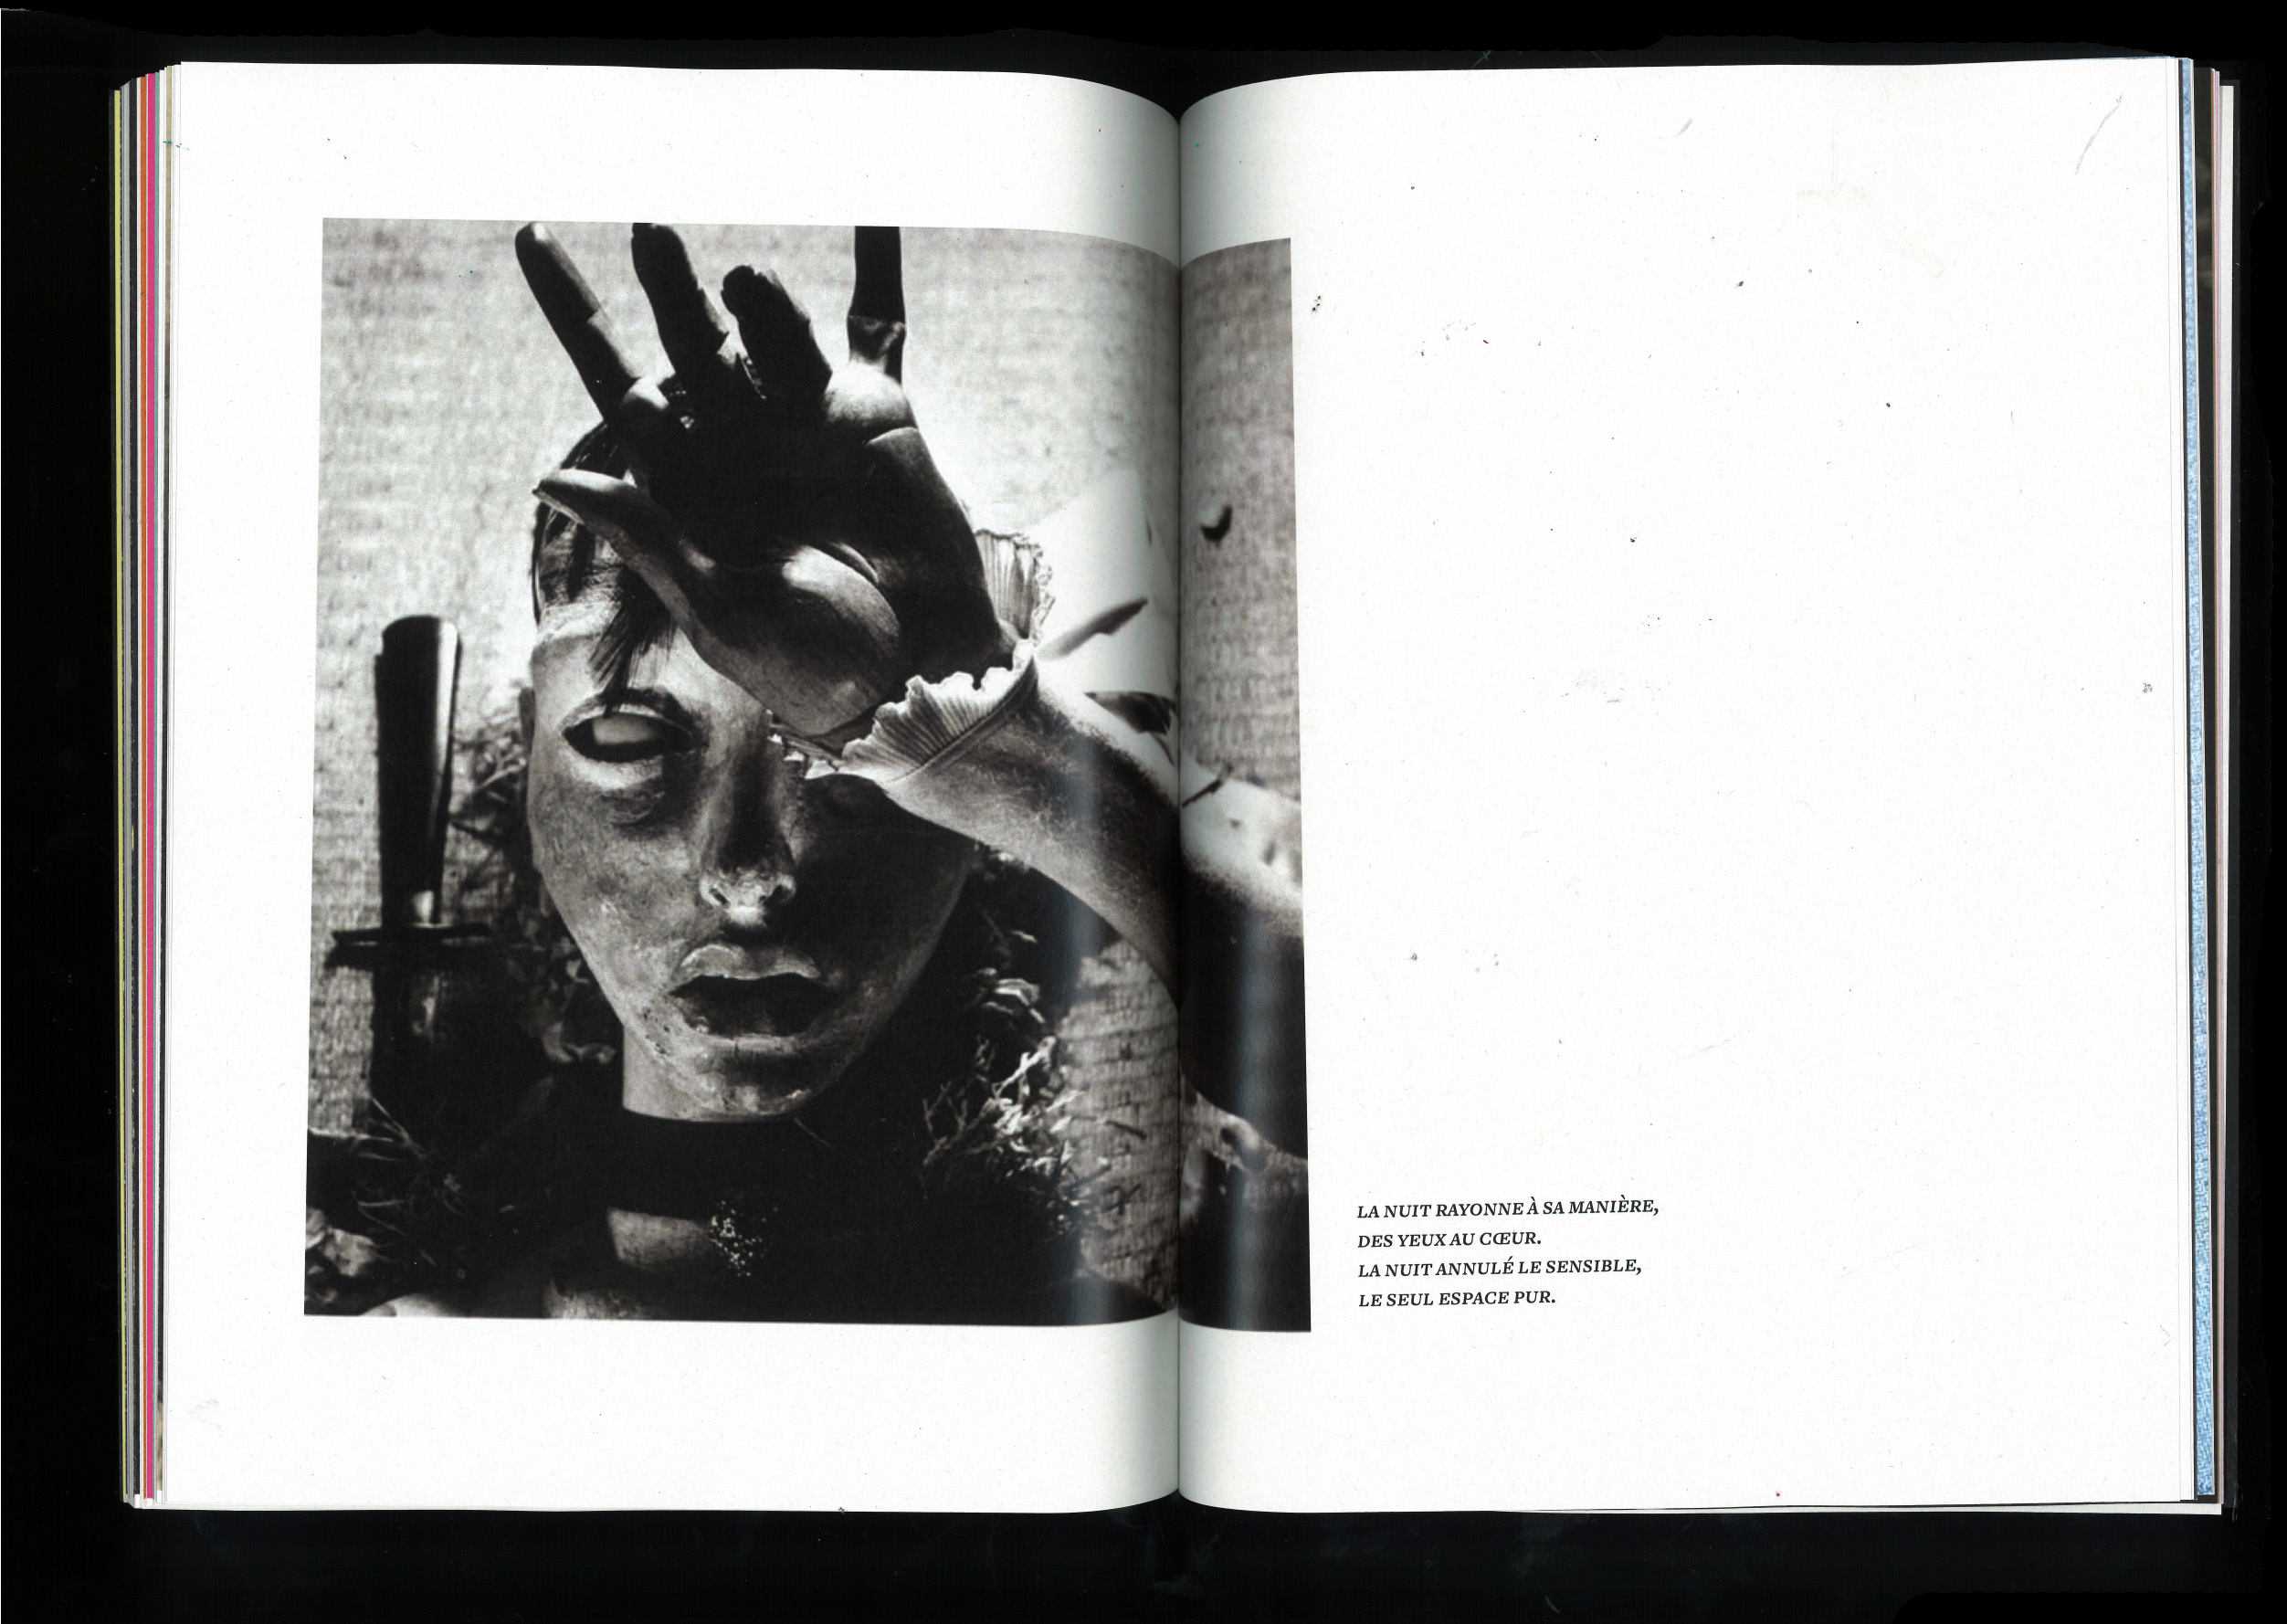 LA NUIT RAYONNE À SA MANIÈRE,
DES YEUX AU CŒUR.
LA NUIT ANNULÉ LE SENSIBLE,
LE SEUL ESPACE PUR.